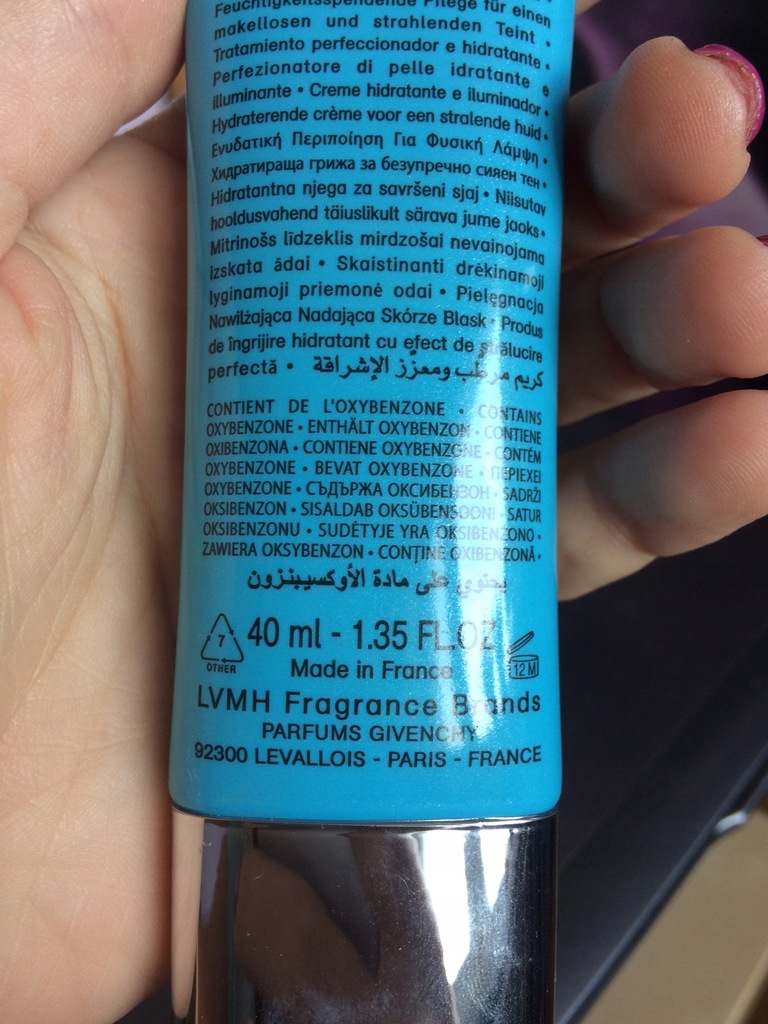 Feuchtigkeitsspendende Pflege für einen
makellosen und strahlenden Teint •
Tratamiento perfeccionador e hidratante •
Perfezionatore di pelle idratante e
illuminante • Creme hidratante e iluminador •
Hydraterende crème voor een stralende huid •
Ενυδατική Περιποίηση Για Φυσική Λάμψη •
Хидратираща грижа за безупречно сияен тен •
Hidratantna njega za savršeni sjaj • Niisutav
hooldusvahend täiuslikult särava jume jaoks •
Mitrinošs līdzeklis mirdzošai nevainojama
izskata ādai • Skaistinanti drėkinamoji
lyginamoji priemonė odai • Pielęgnacja
Nawilżająca Nadająca Skórze Blask • Produs
de îngrijire hidratant cu efect de strălucire
perfectă • كريم مرطّب ومعزّز الإشراقة
CONTIENT DE L'OXYBENZONE • CONTAINS
OXYBENZONE • ENTHÄLT OXYBENZON • CONTIENE
OXIBENZONA • CONTIENE OXYBENZONE • CONTÉM
OXYBENZONE • BEVAT OXYBENZONE • ΠΕΡΙΕΧΕΙ
OXYBENZONE • СЪДЪРЖА ОКСИБЕНЗОН • SADRŽI
OKSIBENZON • SISALDAB OKSÜBENSOONI • SATUR
OKSIBENZONU • SUDĖTYJE YRA OKSIBENZONO •
ZAWIERA OKSYBENZON • CONȚINE OXIBENZONĂ •
يحتوي على مادة الأوكسيبنزون
7 OTHER 40 ml - 1.35 FL.OZ 12 M
Made in France
LVMH Fragrance Brands
PARFUMS GIVENCHY
92300 LEVALLOIS - PARIS - FRANCE